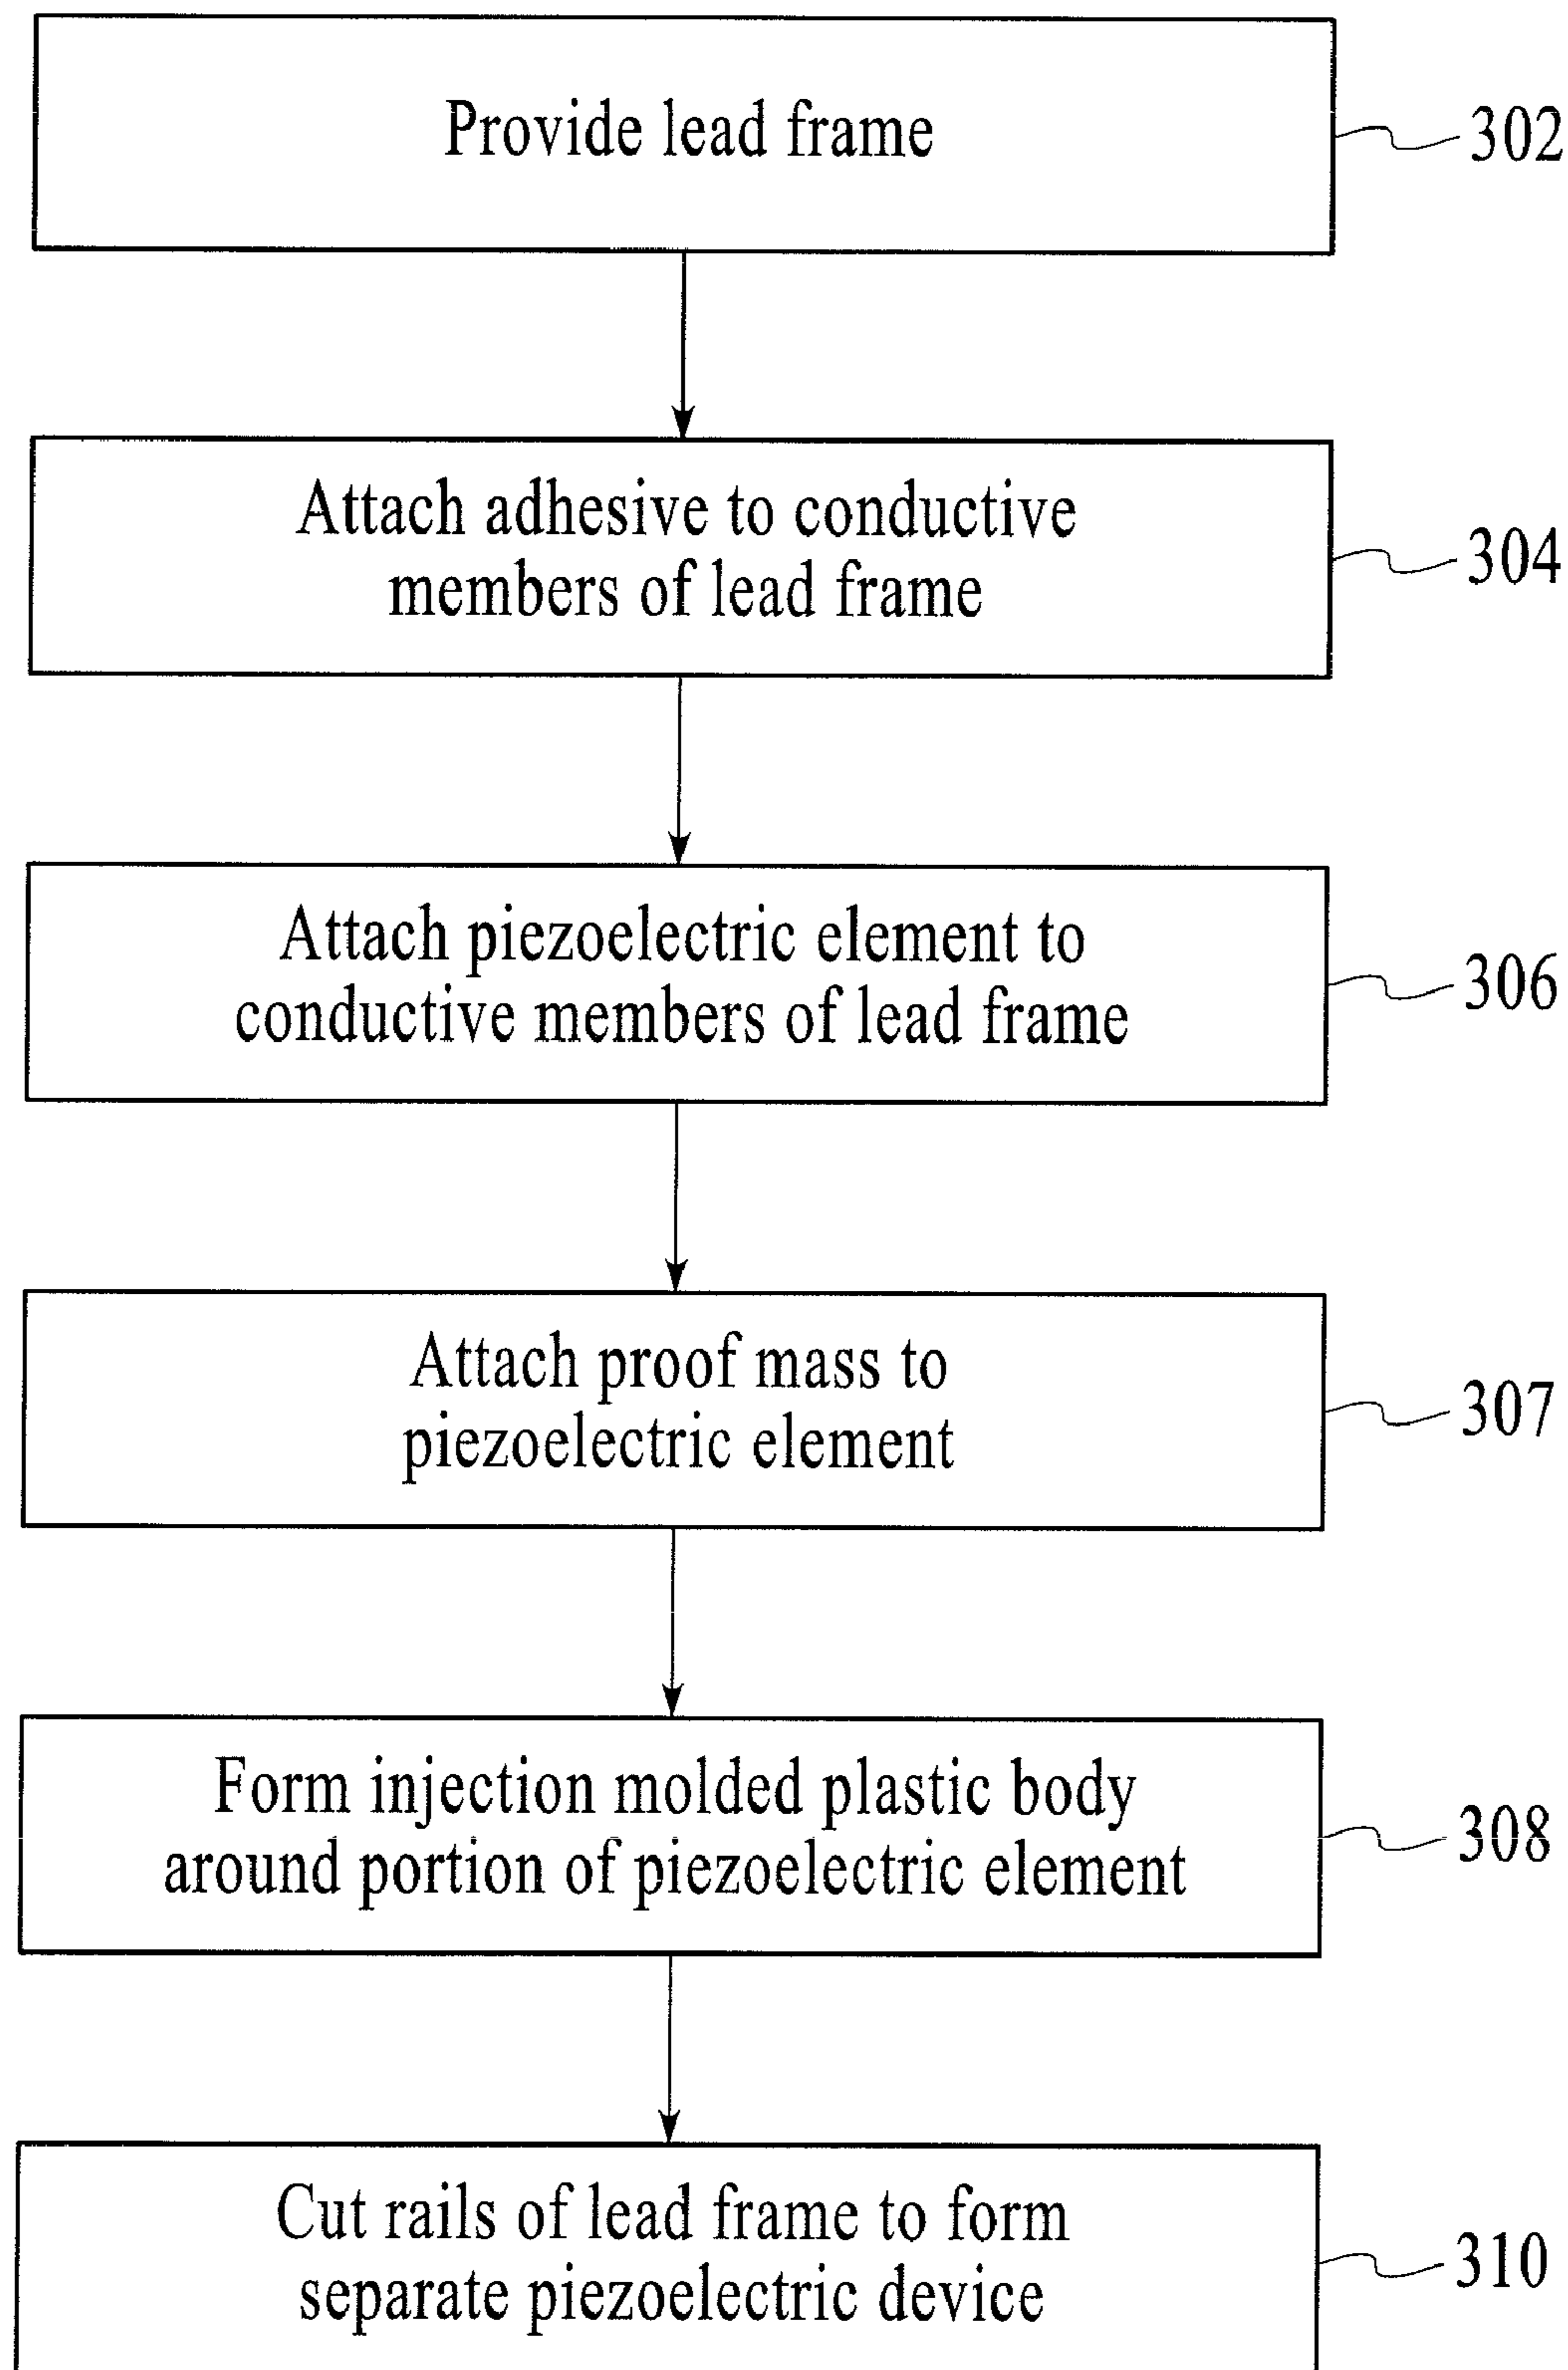 Provide lead frame
302
Attach adhesive to conductive
members of lead frame
304
Attach piezoelectric element to
conductive members of lead frame
306
Attach proof mass to
piezoelectric element
307
Form injection molded plastic body
around portion of piezoelectric element
308
Cut rails of lead frame to form
separate piezoelectric device
310